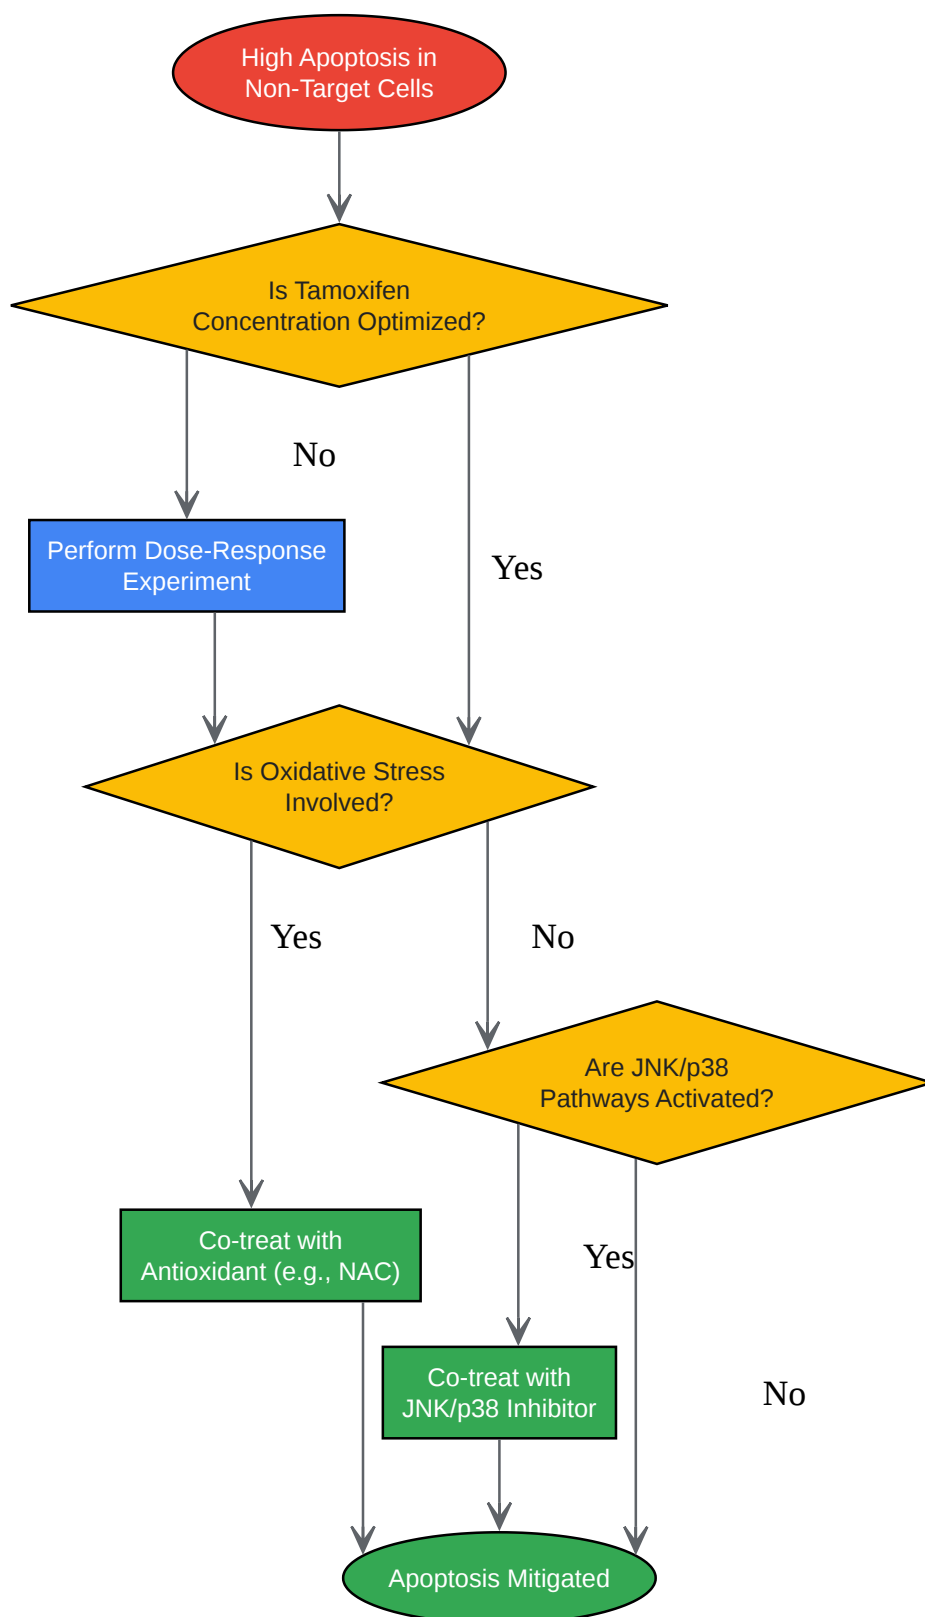 High Apoptosis in
Non-Target Cells
Is Tamoxifen
Concentration Optimized?
No
Perform Dose-Response
Experiment
Yes
Is Oxidative Stress
Involved?
Yes
No
Are JNK/p38
Pathways Activated?
Co-treat with
Antioxidant (e.g., NAC)
Yes
Co-treat with
JNK/p38 Inhibitor
No
Apoptosis Mitigated